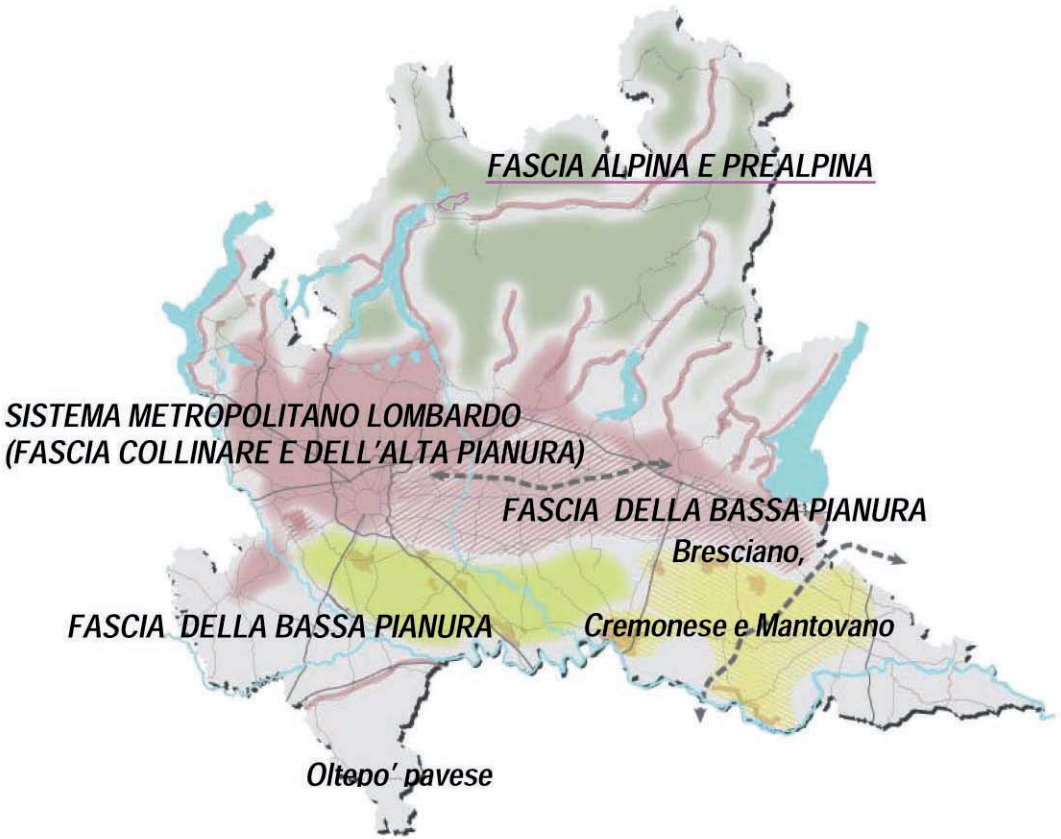 FASCIA ALPINA E PREALPINA
SISTEMA METROPOLITANO LOMBARDO
(FASCIA COLLINARE E DELL'ALTA PIANURA)
FASCIA DELLA BASSA PIANURA
Bresciano,
Cremonese e Mantovano
FASCIA DELLA BASSA PIANURA
Oltepo' pavese